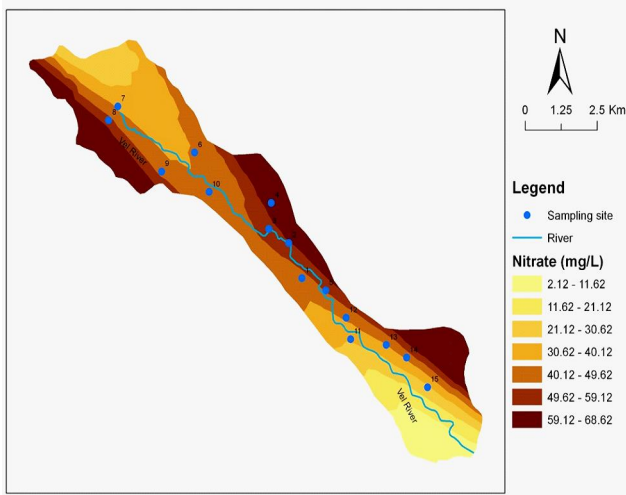 N
0 1.25 2.5 Km
Legend
Sampling site
River
Nitrate (mg/L)
2.12 - 11.62
11.62 - 21.12
21.12 - 30.62
30.62 - 40.12
40.12 - 49.62
49.62 - 59.12
59.12 - 68.62
7
8
Vel River
6
9
10
1
12
11
13
14
15
Vel River